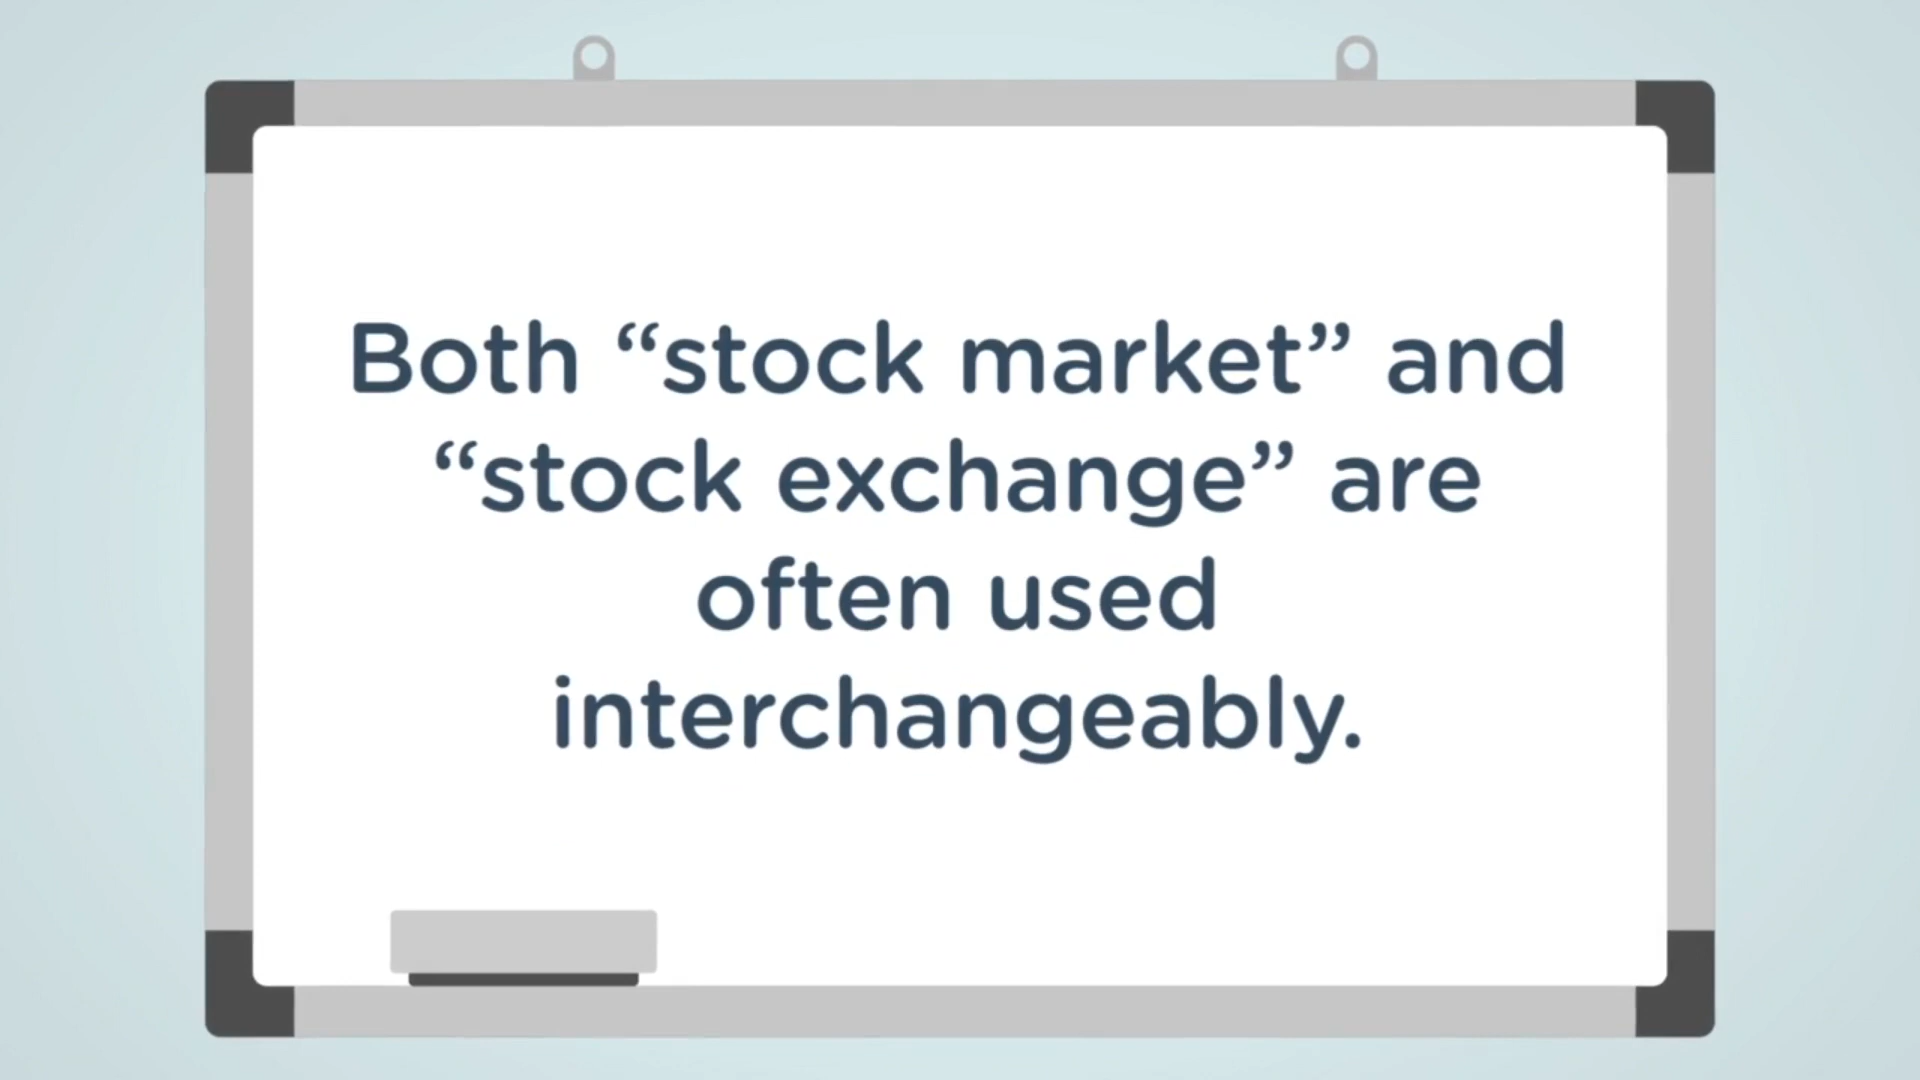 Both “stock market” and
“stock exchange” are
often used
interchangeably.